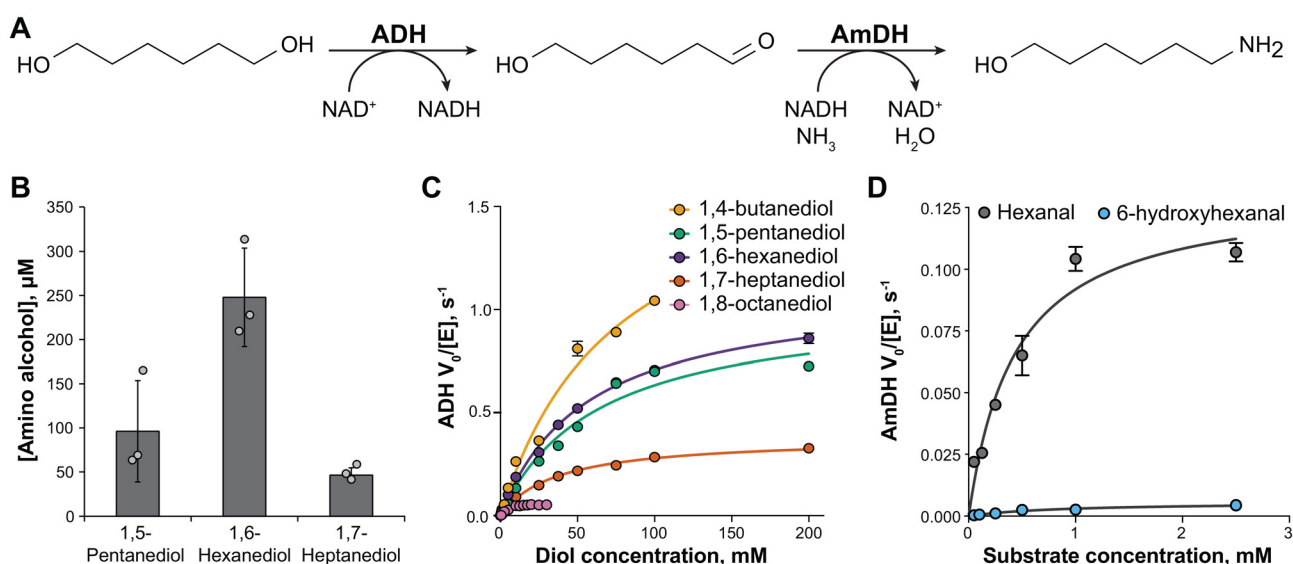 A
HO
OH
ADH
NAD⁺
NADH
HO
O
AmDH
NADH
NH₃
NAD⁺
H₂O
HO
NH2
B
[Amino alcohol], µM
350
300
250
200
150
100
50
0
1,5-
Pentanediol
1,6-
Hexanediol
1,7-
Heptanediol
C
ADH V₀/[E], s⁻¹
1.5
1.0
0.5
0.0
0
50
100
150
200
Diol concentration, mM
1,4-butanediol
1,5-pentanediol
1,6-hexanediol
1,7-heptanediol
1,8-octanediol
D
AmDH V₀/[E], s⁻¹
0.125
0.100
0.075
0.050
0.025
0.000
0
1
2
3
Substrate concentration, mM
Hexanal
6-hydroxyhexanal